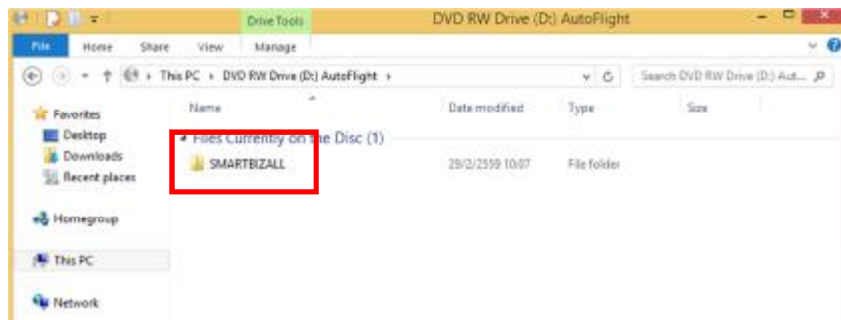 Drive Tools
DVD RW Drive (D:) AutoFlight
File Home Share View Manage
This PC DVD RW Drive (D:) AutoFlight
Search DVD RW Drive (D:) Aut...
Favorites
Desktop
Downloads
Recent places
Homegroup
This PC
Network
Name Date modified Type Size
Files Currently on the Disc (1)
SMARTBIZALL 29/2/2559 10:07 File folder